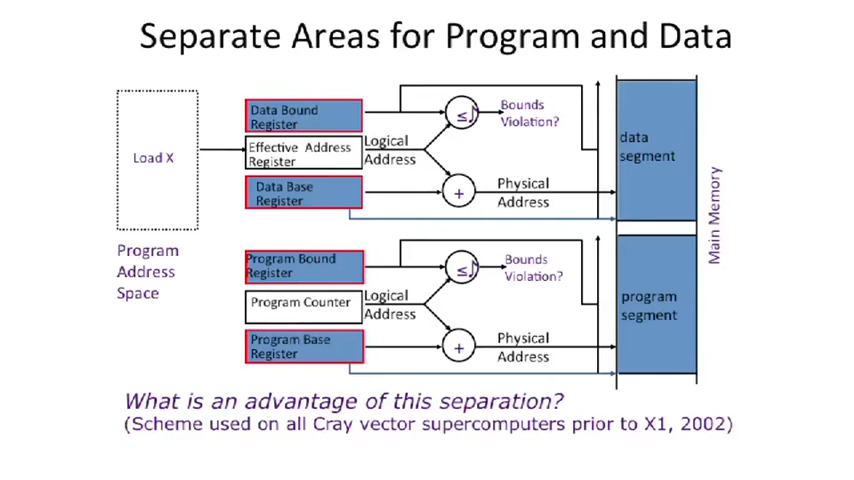 Separate Areas for Program and Data
Load X
Program
Address
Space
Data Bound
Register
Effective Address
Register
Data Base
Register
Logical
Address
≤
+
Bounds
Violation?
Physical
Address
data
segment
Main Memory
Program Bound
Register
Program Counter
Program Base
Register
Logical
Address
≤
+
Bounds
Violation?
Physical
Address
program
segment
What is an advantage of this separation?
(Scheme used on all Cray vector supercomputers prior to X1, 2002)